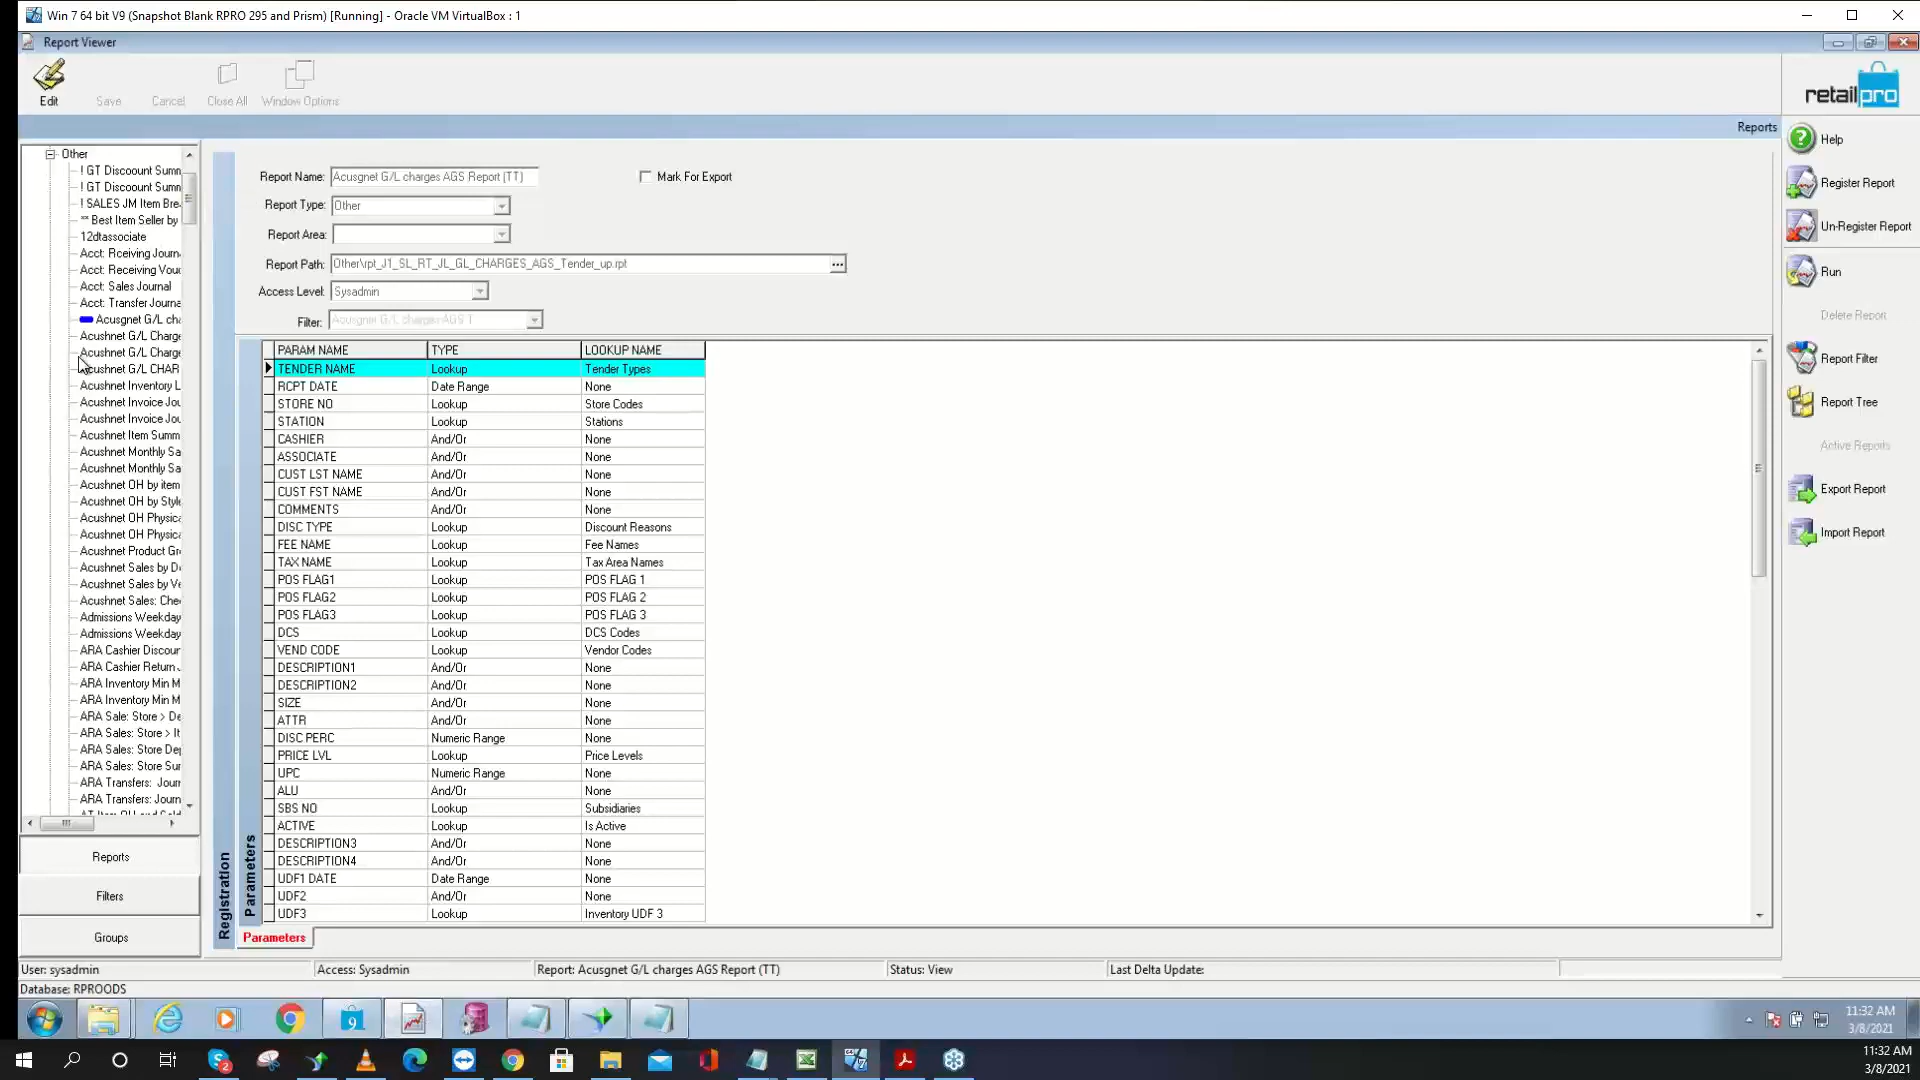 Win 7 64 bit V9 (Snapshot Blank RPRO 295 and Prism) [Running] - Oracle VM VirtualBox : 1
Report Viewer
Edit
Save
Cancel
Close All
Window Options
retailpro
Reports
Other
! GT Discoount Summ
! GT Discoount Summ
! SALES JM Item Bre
** Best Item Seller by
12dtassociate
Acct: Rceiving Journ
Acct: Receiving Vou
Acct: Sales Journal
Acct: Transfer Journa
Acusgnet G/L cha
Acushnet G/L Charge
Acushnet G/L Charge
Acushnet G/L CHAR
Acushnet Inventory L
Acushnet Invoice Jou
Acushnet Invoice Jou
Acushnet Item Summ
Acushnet Monthly Sa
Acushnet Monthly Sa
Acushnet OH by item
Acushnet OH by Style
Acushnet OH Physica
Acushnet OH Physica
Acushnet Product Gr
Acushnet Sales by D
Acushnet Sales by Ve
Acushnet Sales: Che
Admissions Weekday
Admissions Weekday
ARA Cashier Discour
ARA Cashier Return
ARA Inventory Min M
ARA Inventory Min M
ARA Sale: Store > De
ARA Sales: Store > It
ARA Sales: Store Dep
ARA Sales: Store Sur
ARA Transfers: Journ
ARA Transfers: Journ
Reports
Filters
Groups
Registration
Parameters
Report Name: Acusgnet G/L charges AGS Report (TT)
Mark For Export
Report Type: Other
Report Area:
Report Path: Other\rpt_J1_SL_RT_JL_GL_CHARGES_AGS_Tender_up.rpt ...
Access Level: Sysadmin
Filter: Acusgnet G/L charges AGS T
PARAM NAME TYPE LOOKUP NAME
TENDER NAME Lookup Tender Types
RCPT DATE Date Range None
STORE NO Lookup Store Codes
STATION Lookup Stations
CASHIER And/Or None
ASSOCIATE And/Or None
CUST LST NAME And/Or None
CUST FST NAME And/Or None
COMMENTS And/Or None
DISC TYPE Lookup Discount Reasons
FEE NAME Lookup Fee Names
TAX NAME Lookup Tax Area Names
POS FLAG1 Lookup POS FLAG 1
POS FLAG2 Lookup POS FLAG 2
POS FLAG3 Lookup POS FLAG 3
DCS Lookup DCS Codes
VEND CODE Lookup Vendor Codes
DESCRIPTION1 And/Or None
DESCRIPTION2 And/Or None
SIZE And/Or None
ATTR And/Or None
DISC PERC Numeric Range None
PRICE LVL Lookup Price Levels
UPC Numeric Range None
ALU And/Or None
SBS NO Lookup Subsidiaries
ACTIVE Lookup Is Active
DESCRIPTION3 And/Or None
DESCRIPTION4 And/Or None
UDF1 DATE Date Range None
UDF2 And/Or None
UDF3 Lookup Inventory UDF 3
Parameters
Help
Register Report
Un-Register Report
Run
Delete Report
Report Filter
Report Tree
Active Reports
Export Report
Import Report
User: sysadmin
Access: Sysadmin
Report: Acusgnet G/L charges AGS Report (TT)
Status: View
Last Delta Update:
Database: RPROODS
11:32 AM
3/8/2021
11:32 AM
3/8/2021